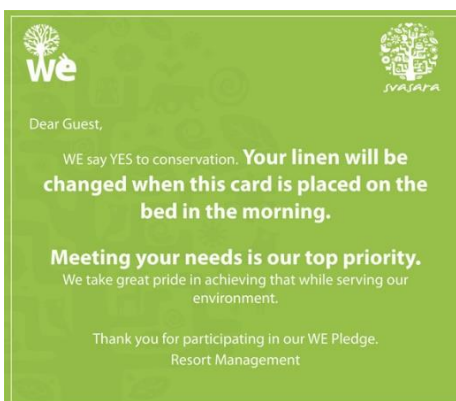 we
svasara
Dear Guest,
WE say YES to conservation. Your linen will be
changed when this card is placed on the
bed in the morning.
Meeting your needs is our top priority.
We take great pride in achieving that while serving our
environment.
Thank you for participating in our WE Pledge.
Resort Management